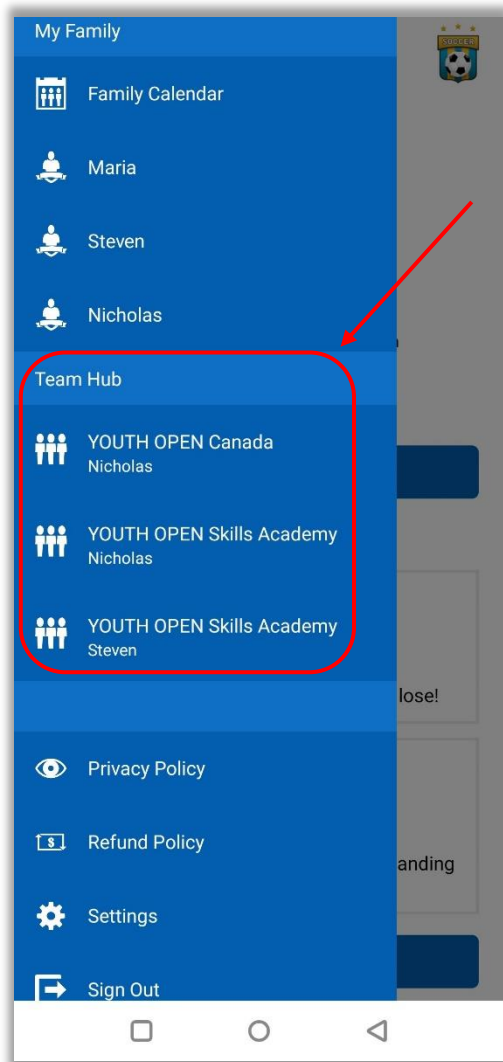 My Family
SOCCER
Family Calendar
Maria
Steven
Nicholas
Team Hub
YOUTH OPEN Canada
Nicholas
YOUTH OPEN Skills Academy
Nicholas
YOUTH OPEN Skills Academy
Steven
lose!
Privacy Policy
Refund Policy
anding
Settings
Sign Out